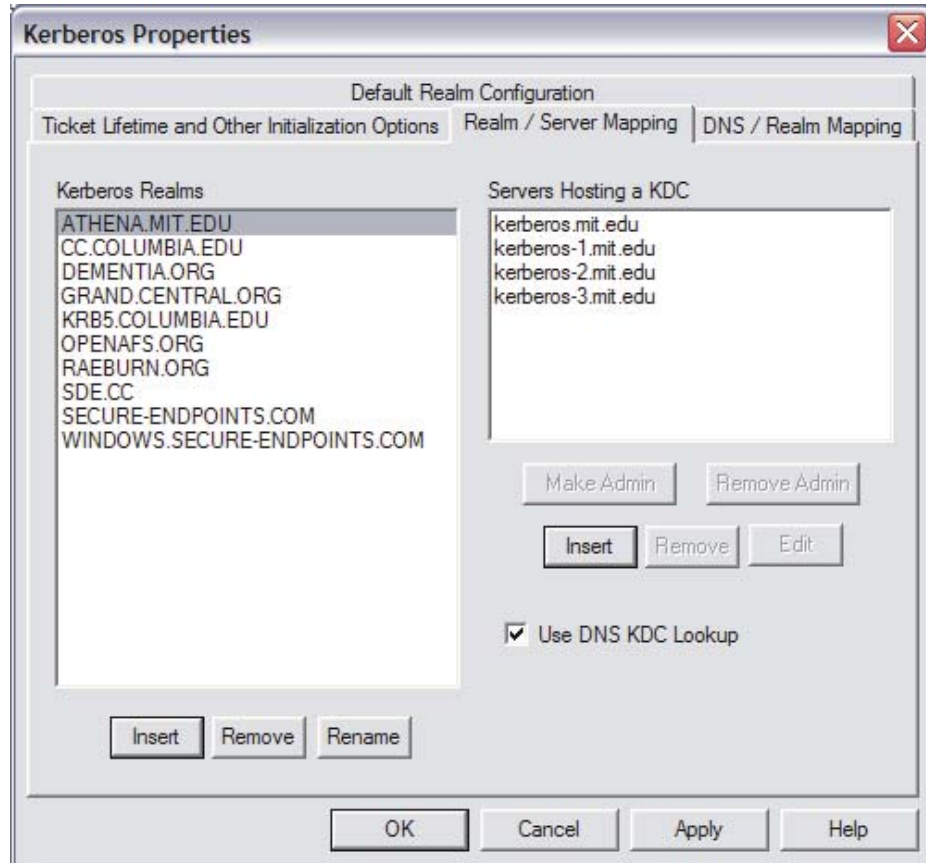 Kerberos Properties
Default Realm Configuration
Ticket Lifetime and Other Initialization Options
Realm / Server Mapping
DNS / Realm Mapping
Kerberos Realms
ATHENA.MIT.EDU
CC.COLUMBIA.EDU
DEMENTIA.ORG
GRAND.CENTRAL.ORG
KRB5.COLUMBIA.EDU
OPENAFS.ORG
RAEBURN.ORG
SDE.CC
SECURE-ENDPOINTS.COM
WINDOWS.SECURE-ENDPOINTS.COM
Insert
Remove
Rename
Servers Hosting a KDC
kerberos.mit.edu
kerberos-1.mit.edu
kerberos-2.mit.edu
kerberos-3.mit.edu
Make Admin
Remove Admin
Insert
Remove
Edit
Use DNS KDC Lookup
OK
Cancel
Apply
Help